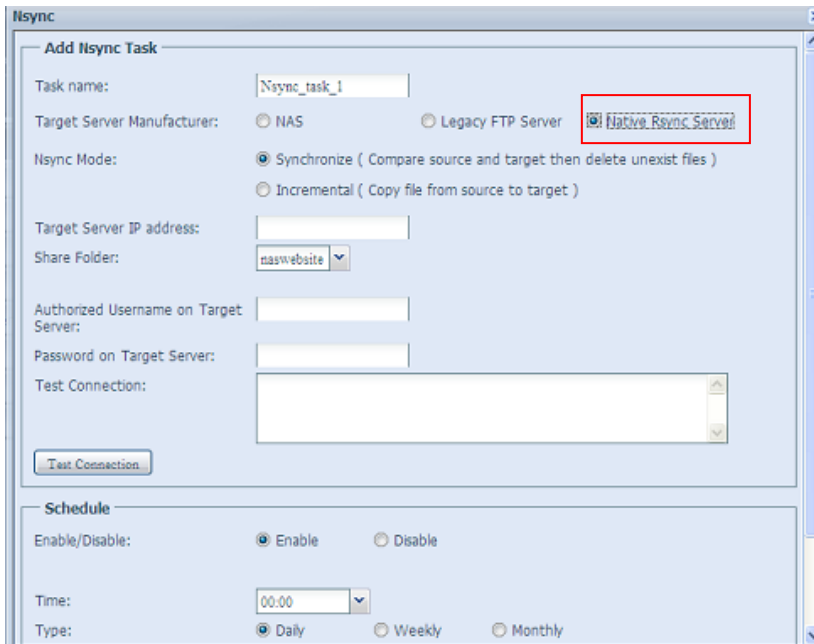 Nsync
Add Nsync Task
Task name: Nsync_task_1
Target Server Manufacturer: NAS Legacy FTP Server Native Rsync Server
Nsync Mode: Synchronize ( Compare source and target then delete unexist files )
Incremental ( Copy file from source to target )
Target Server IP address:
Share Folder: naswebsite
Authorized Username on Target
Server:
Password on Target Server:
Test Connection:
Test Connection
Schedule
Enable/Disable: Enable Disable
Time: 00:00
Type: Daily Weekly Monthly